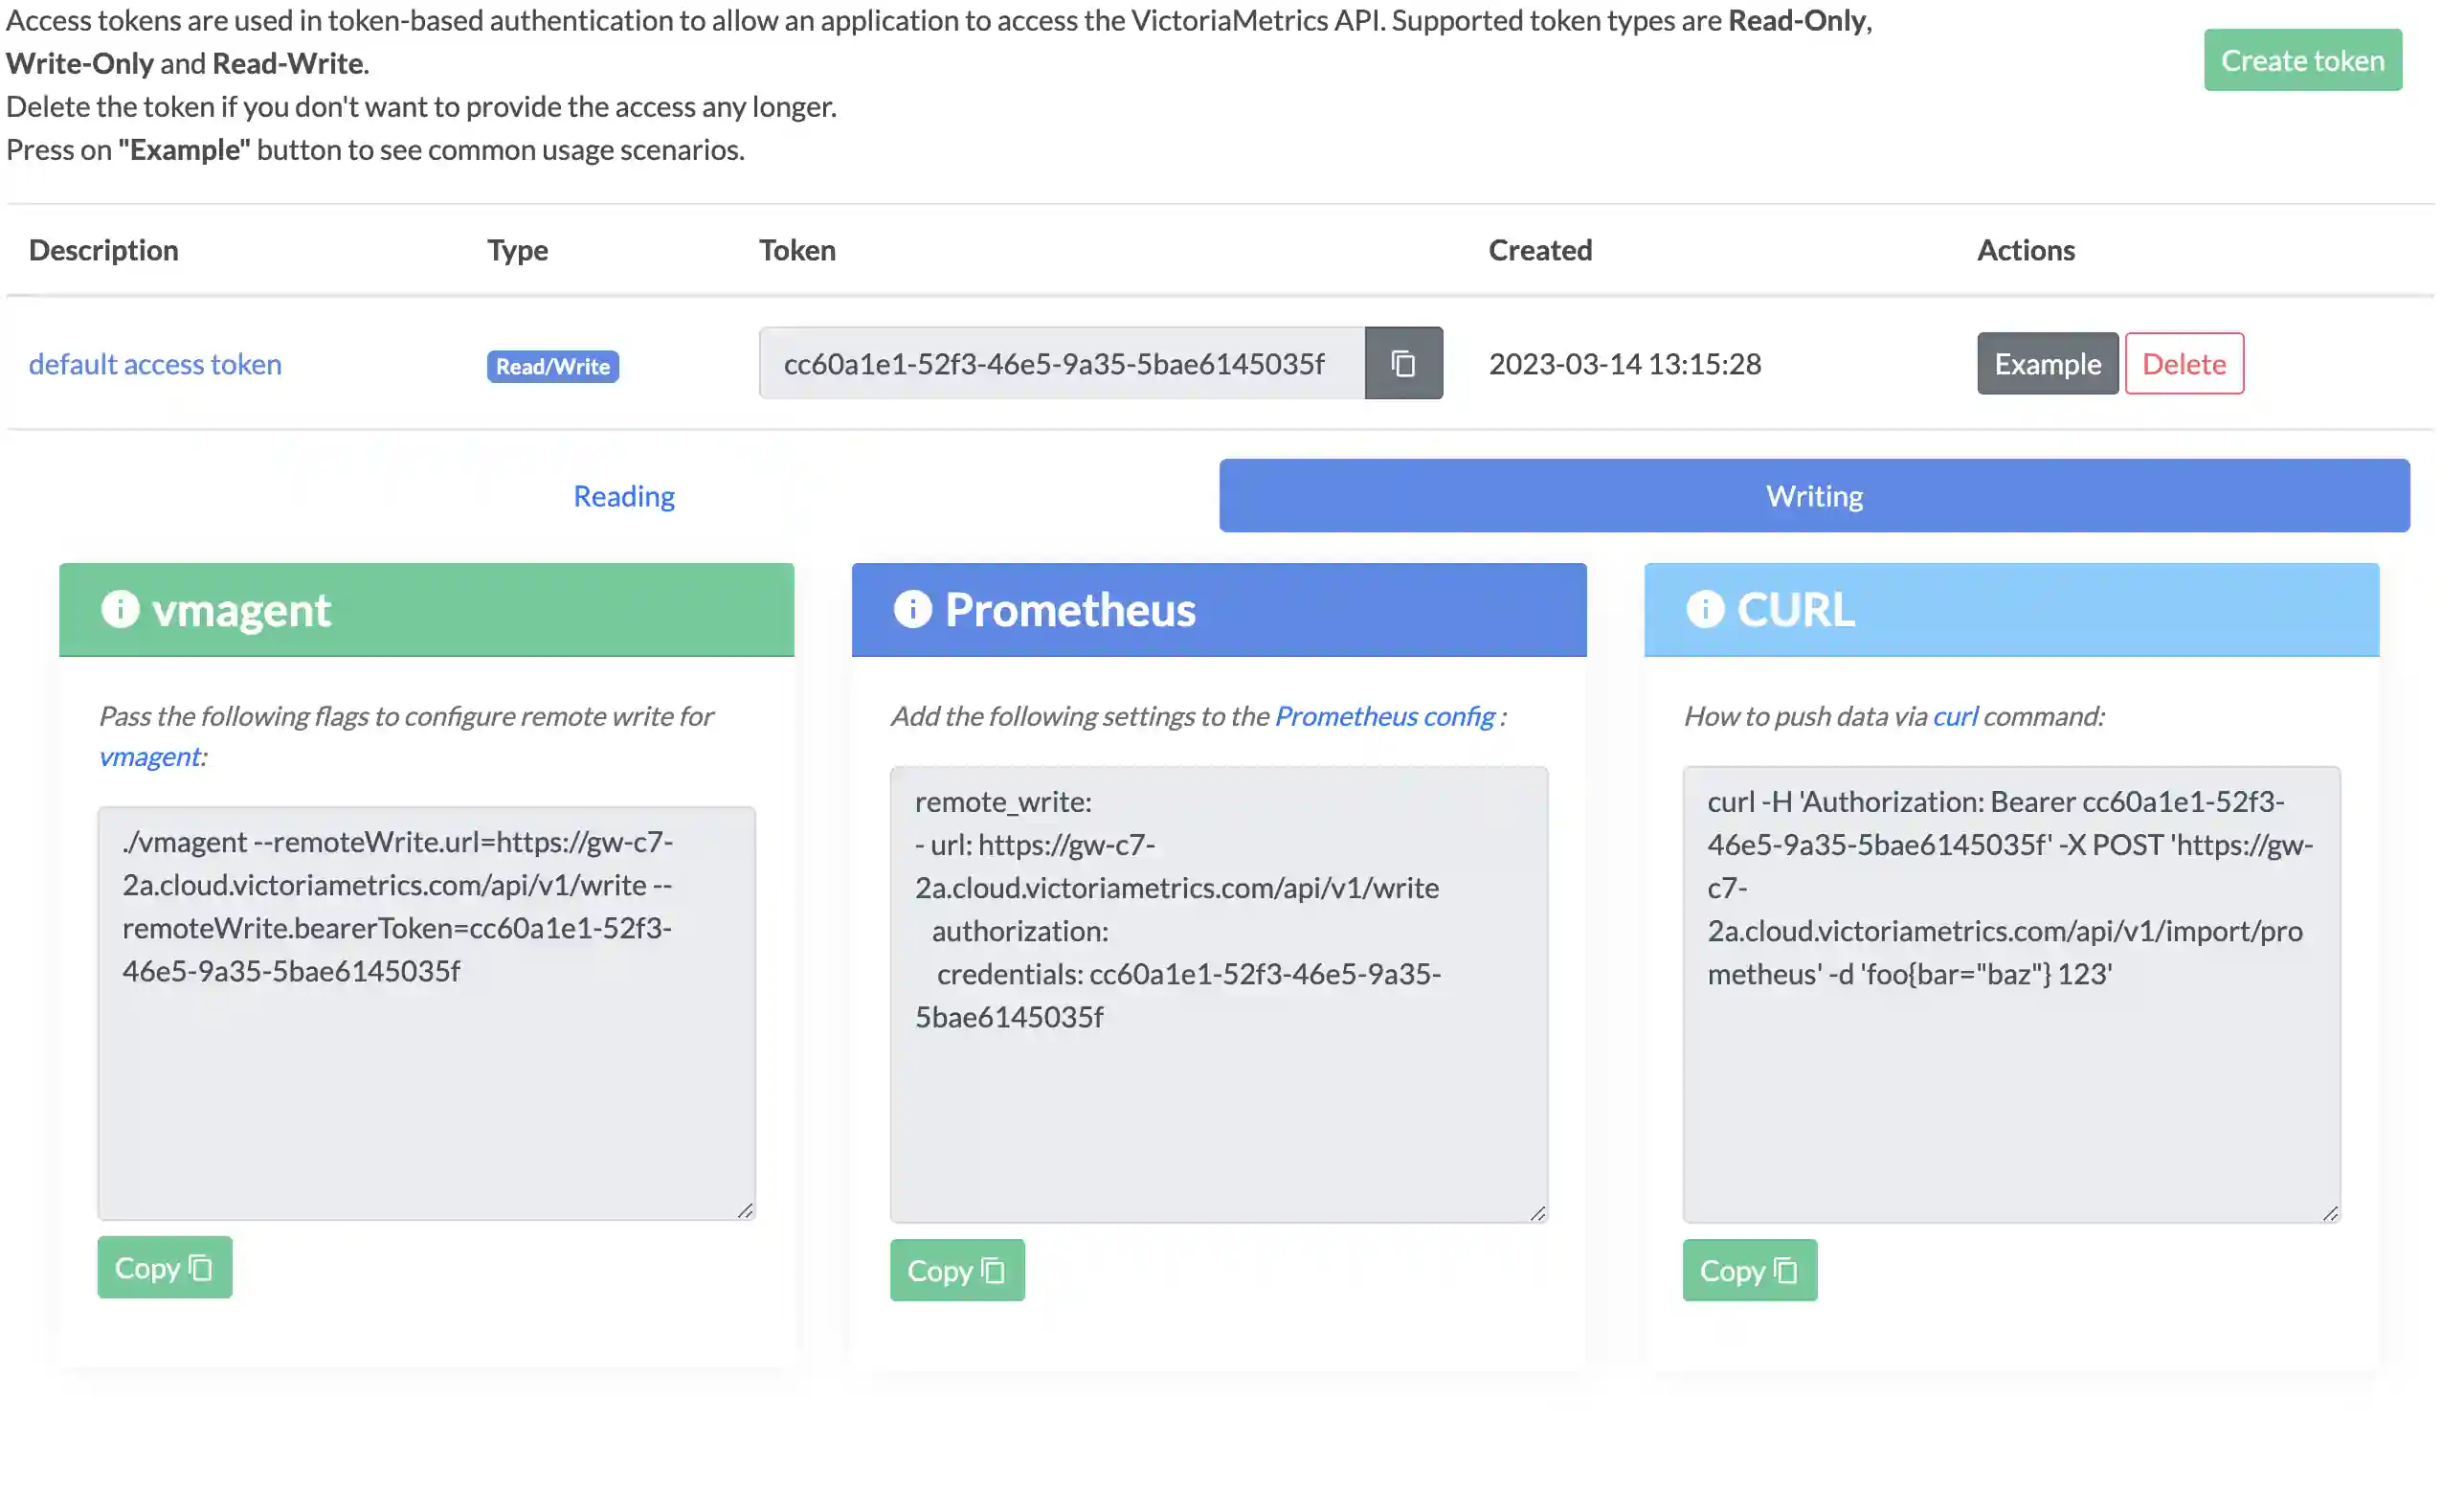 Access tokens are used in token-based authentication to allow an application to access the VictoriaMetrics API. Supported token types are Read-Only,
Write-Only and Read-Write.
Delete the token if you don't want to provide the access any longer.
Press on "Example" button to see common usage scenarios.
Create token
Description Type Token Created Actions
default access token Read/Write cc60a1e1-52f3-46e5-9a35-5bae6145035f 2023-03-14 13:15:28 Example Delete
Reading Writing
vmagent
Pass the following flags to configure remote write for
vmagent:
./vmagent --remoteWrite.url=https://gw-c7-
2a.cloud.victoriametrics.com/api/v1/write --
remoteWrite.bearerToken=cc60a1e1-52f3-
46e5-9a35-5bae6145035f
Copy
Prometheus
Add the following settings to the Prometheus config :
remote_write:
- url: https://gw-c7-
2a.cloud.victoriametrics.com/api/v1/write
authorization:
credentials: cc60a1e1-52f3-46e5-9a35-
5bae6145035f
Copy
CURL
How to push data via curl command:
curl -H 'Authorization: Bearer cc60a1e1-52f3-
46e5-9a35-5bae6145035f' -X POST 'https://gw-
c7-
2a.cloud.victoriametrics.com/api/v1/import/pro
metheus' -d 'foo{bar="baz"} 123'
Copy